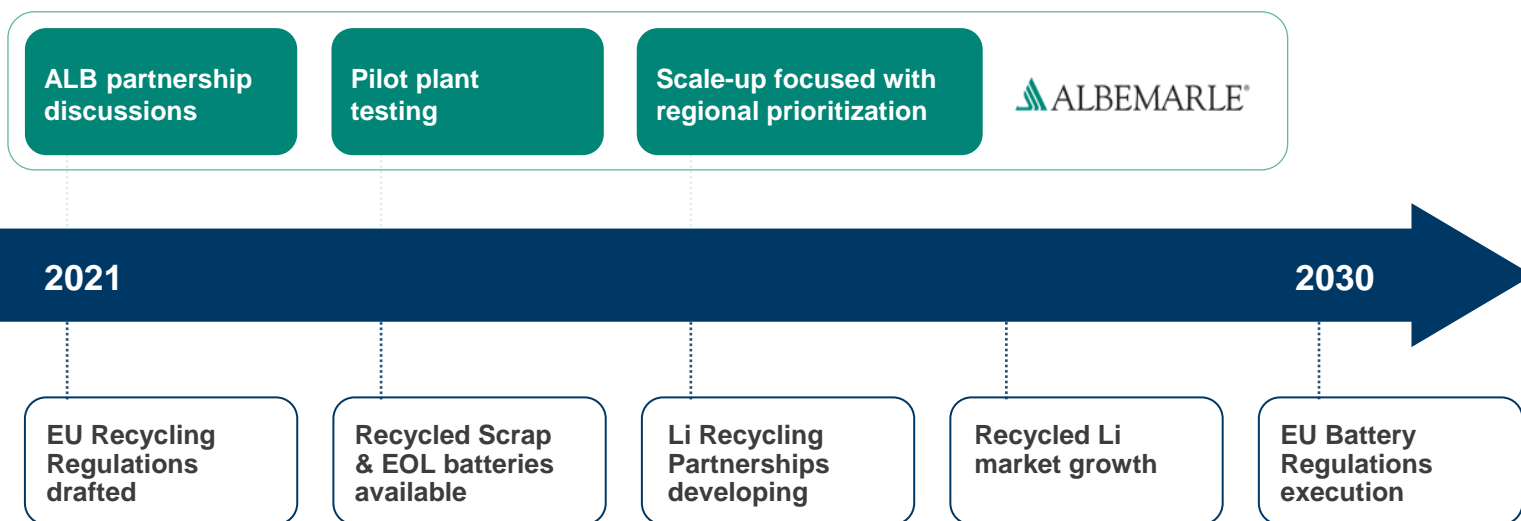 ALB partnership
discussions
Pilot plant
testing
Scale-up focused with
regional prioritization
ALBEMARLE®
2021
2030
EU Recycling
Regulations
drafted
Recycled Scrap
& EOL batteries
available
Li Recycling
Partnerships
developing
Recycled Li
market growth
EU Battery
Regulations
execution